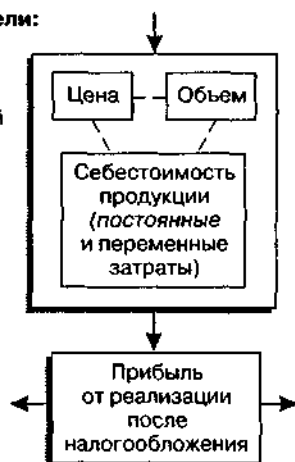 ели:
й
Цена
Объем
Себестоимость
продукции
(постоянные
и переменные
затраты)
Прибыль
от реализации
после
налогообложения